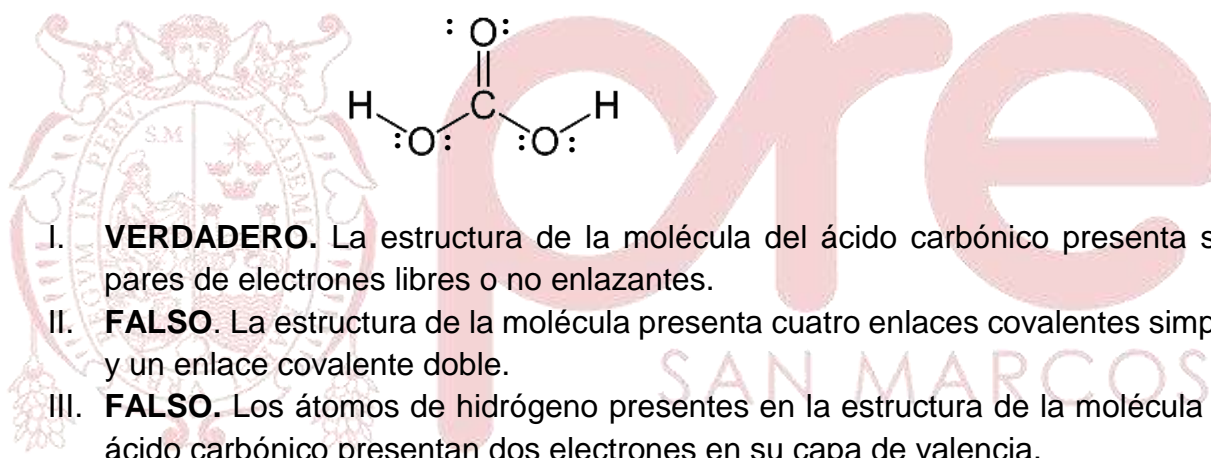 : O:
H C H
:O: :O:
I. VERDADERO. La estructura de la molécula del ácido carbónico presenta s
pares de electrones libres o no enlazantes.
II. FALSO. La estructura de la molécula presenta cuatro enlaces covalentes simp
y un enlace covalente doble.
III. FALSO. Los átomos de hidrógeno presentes en la estructura de la molécula
ácido carbónico presentan dos electrones en su capa de valencia.
pre
SAN MARCOS